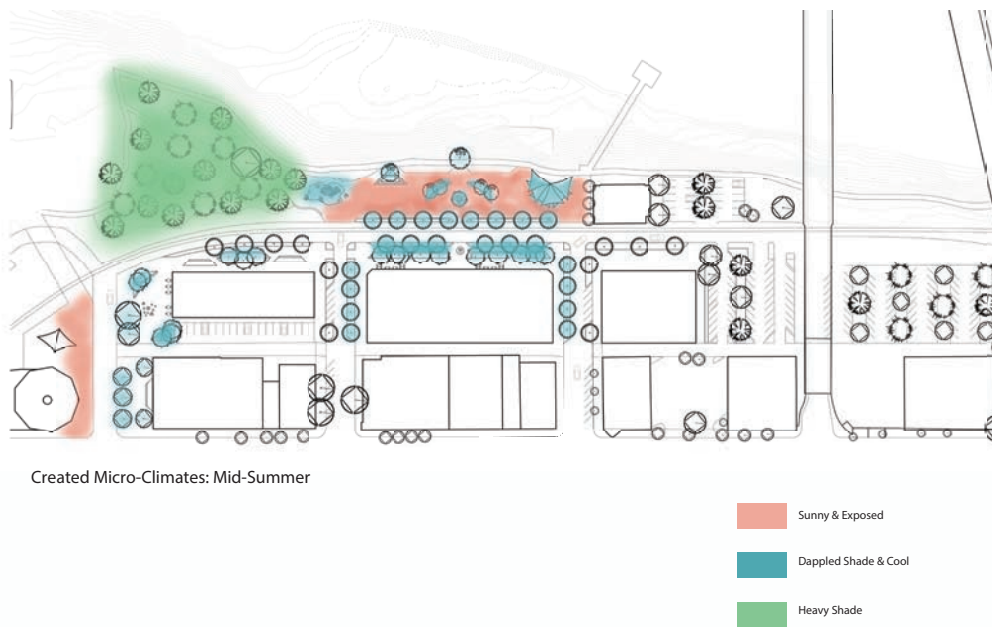 Created Micro-Climates: Mid-Summer
Sunny & Exposed
Dappled Shade & Cool
Heavy Shade